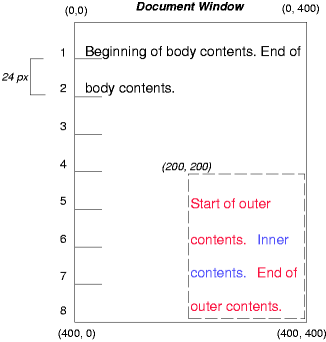 Document Window
(0,0) (0, 400)
1 Beginning of body contents. End of
24 px
2 body contents.
3
4 (200, 200)
5 Start of outer
6 contents. Inner
7 contents. End of
8 outer contents.
(400, 0) (400, 400)